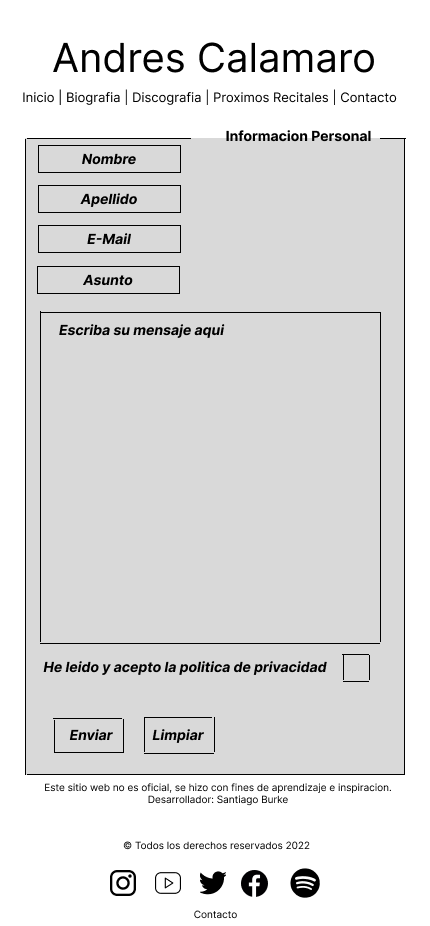 Andres Calamaro
Inicio | Biografia | Discografia | Proximos Recitales | Contacto
Informacion Personal
Nombre
Apellido
E-Mail
Asunto
Escriba su mensaje aqui
He leido y acepto la politica de privacidad
Enviar
Limpiar
Este sitio web no es oficial, se hizo con fines de aprendizaje e inspiracion.
Desarrollador: Santiago Burke
© Todos los derechos reservados 2022
Contacto